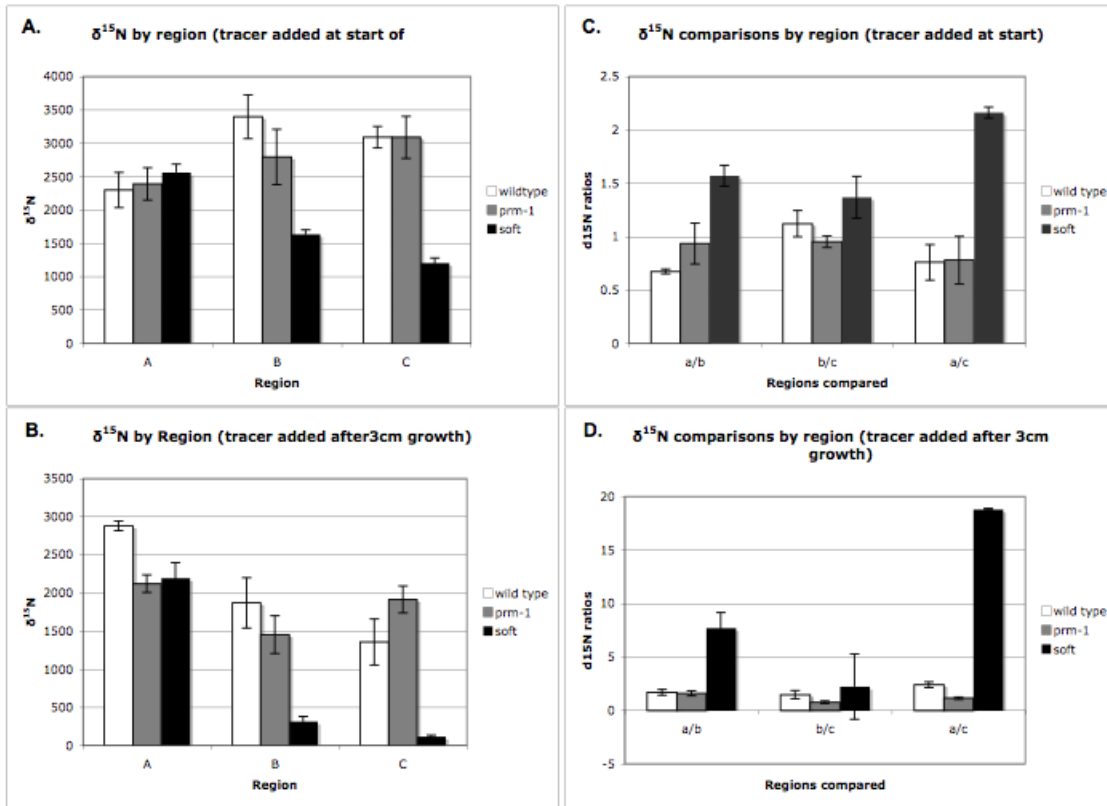 A.
δ¹⁵N by region (tracer added at start of
4000
3500
3000
2500
2000
1500
1000
500
0
δ¹⁵N
A B C
Region
wildtype
prm-1
soft
C.
δ¹⁵N comparisons by region (tracer added at start)
2.5
2
1.5
1
0.5
0
d15N ratios
a/b b/c a/c
Regions compared
wild type
prm-1
soft
B.
δ¹⁵N by Region (tracer added after3cm growth)
3500
3000
2500
2000
1500
1000
500
0
δ¹⁵N
A B C
Region
wild type
prm-1
soft
D.
δ¹⁵N comparisons by region (tracer added after 3cm
growth)
20
15
10
5
0
-5
d15N ratios
a/b b/c a/c
Regions compared
wild type
prm-1
soft